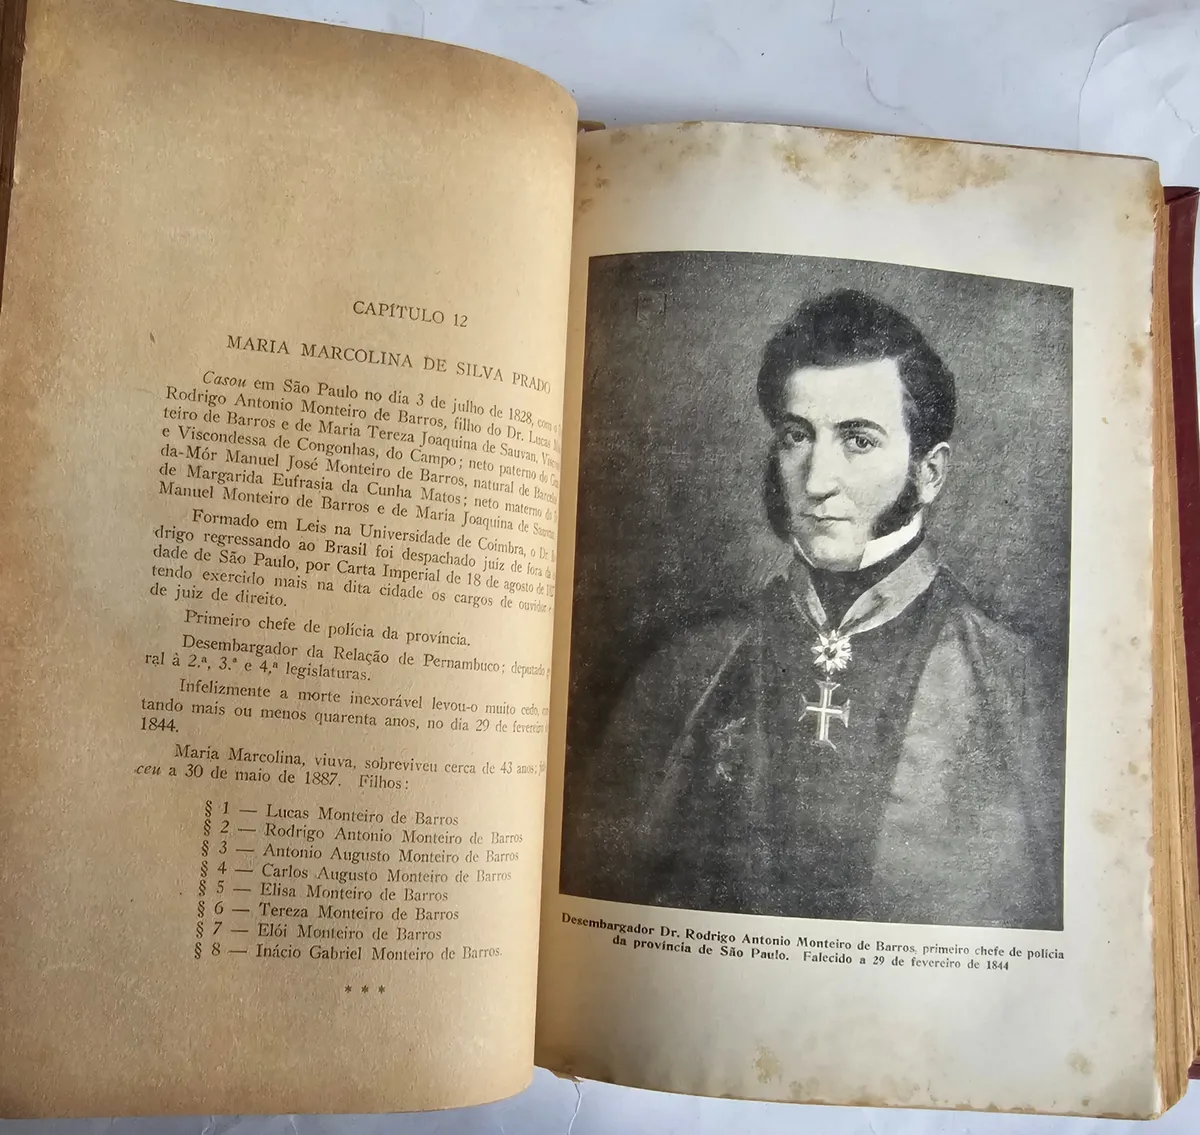 CAPÍTULO 12
MARIA MARCOLINA DE SILVA PRADO
Casou em São Paulo no dia 3 de julho de 1828, com o
Rodrigo Antonio Monteiro de Barros, filho do Dr. Lucas
teiro de Barros e de Maria Tereza Joaquina de Sauvan,
e Viscondessa de Congonhas, do Campo; neto paterno do
da-Mór Manuel José Monteiro de Barros, natural de
de Margarida Eufrasia da Cunha Matos; neto materno do
Manuel Monteiro de Barros e de Maria Joaquina de
Formado em Leis na Universidade de Coimbra, o Dr.
drigo regressando ao Brasil foi despachado juiz de fora
dade de São Paulo, por Carta Imperial de 18 de agosto de
tendo exercido mais na dita cidade os cargos de ouvidor
de juiz de direito.
Primeiro chefe de polícia da província.
Desembargador da Relação de Pernambuco; deputado
ral à 2.ª, 3.ª e 4.ª legislaturas.
Infelizmente a morte inexorável levou-o muito cedo,
tando mais ou menos quarenta anos, no dia 29 de fevereiro
1844.
Maria Marcolina, viuva, sobreviveu cerca de 43 anos;
ceu a 30 de maio de 1887. Filhos:
§ 1 — Lucas Monteiro de Barros
§ 2 — Rodrigo Antonio Monteiro de Barros
§ 3 — Antonio Augusto Monteiro de Barros
§ 4 — Carlos Augusto Monteiro de Barros
§ 5 — Elisa Monteiro de Barros
§ 6 — Tereza Monteiro de Barros
§ 7 — Elói Monteiro de Barros
§ 8 — Inácio Gabriel Monteiro de Barros.
* * *
Desembargador Dr. Rodrigo Antonio Monteiro de Barros, primeiro chefe de polícia
da província de São Paulo. Falecido a 29 de fevereiro de 1844